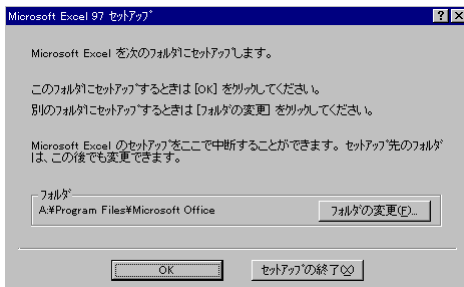 Microsoft Excel 97 ｾｯﾄｱｯﾌﾟ
Microsoft Excel を次のﾌｫﾙﾀﾞにｾｯﾄｱｯﾌﾟします。
このﾌｫﾙﾀﾞにｾｯﾄｱｯﾌﾟするときは [OK] をｸﾘｯｸしてください。
別のﾌｫﾙﾀﾞにｾｯﾄｱｯﾌﾟするときは [ﾌｫﾙﾀﾞの変更] をｸﾘｯｸしてください。
Microsoft Excel のｾｯﾄｱｯﾌﾟをここで中断することができます。ｾｯﾄｱｯﾌﾟ先のﾌｫﾙﾀﾞ
は、この後でも変更できます。
ﾌｫﾙﾀﾞ
A:¥Program Files¥Microsoft Office
ﾌｫﾙﾀﾞの変更(F)...
OK
ｾｯﾄｱｯﾌﾟの終了(X)